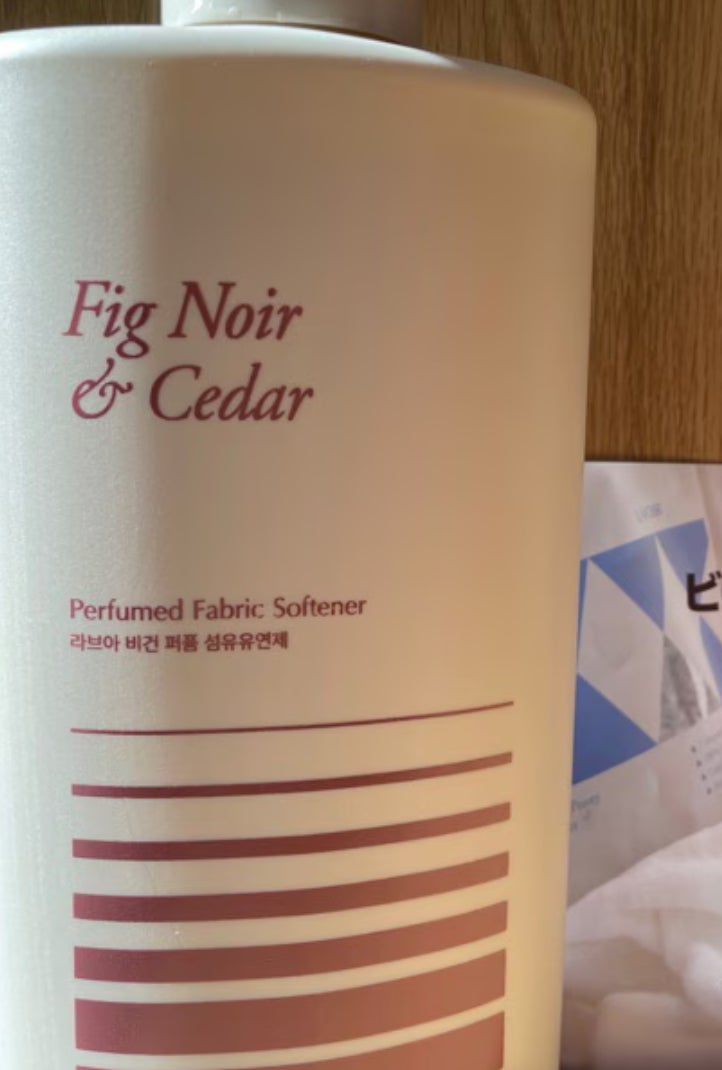 Fig Noir
& Cedar
Perfumed Fabric Softener
라브아 비건 퍼퓸 섬유유연제